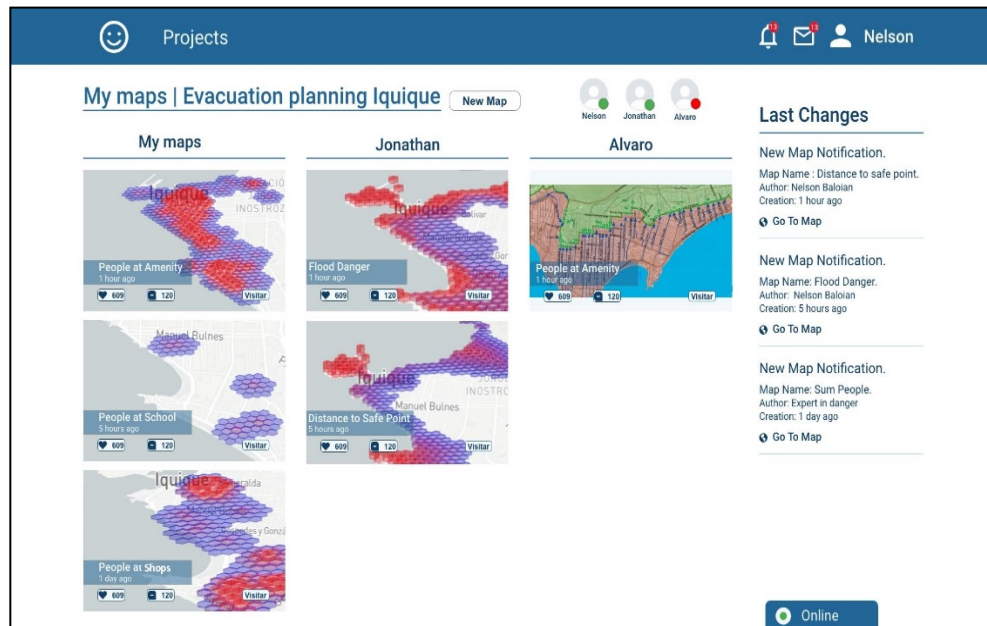 Projects
13
13
Nelson
My maps | Evacuation planning Iquique
New Map
Nelson
Jonathan
Alvaro
My maps
Iquique
INOSTROZ
People at Amenity
1 hour ago
609
120
Visitar
Manuel Bulnes
People at School
5 hours ago
609
120
Visitar
Iquique
People at Shops
1 day ago
609
120
Visitar
Jonathan
Iquique
Bolivar
Flood Danger
1 hour ago
609
120
Visitar
Iquique
INOSTRO
Manuel Bulnes
Distance to Safe Point
5 hours ago
609
120
Visitar
Alvaro
People at Amenity
1 hour ago
609
120
Visitar
Last Changes
New Map Notification.
Map Name : Distance to safe point.
Author: Nelson Baloian
Creation: 1 hour ago
Go To Map
New Map Notification.
Map Name: Flood Danger.
Author: Nelson Baloian
Creation: 5 hours ago
Go To Map
New Map Notification.
Map Name: Sum People.
Author: Expert in danger
Creation: 1 day ago
Go To Map
Online